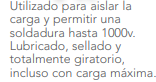 Utilizado para aislar la
carga y permitir una
soldadura hasta 1000v.
Lubricado, sellado y
totalmente giratorio,
incluso con carga máxima.